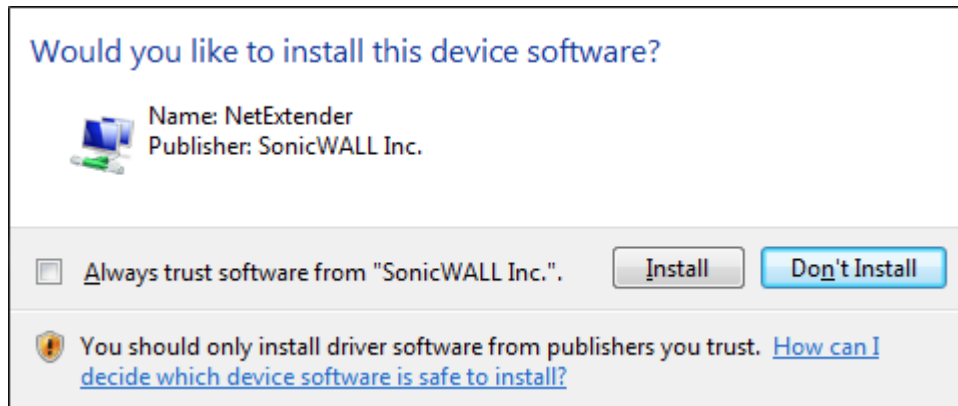 Would you like to install this device software?
Name: NetExtender
Publisher: SonicWALL Inc.
Always trust software from "SonicWALL Inc.".
Install
Don't Install
You should only install driver software from publishers you trust. How can I
decide which device software is safe to install?